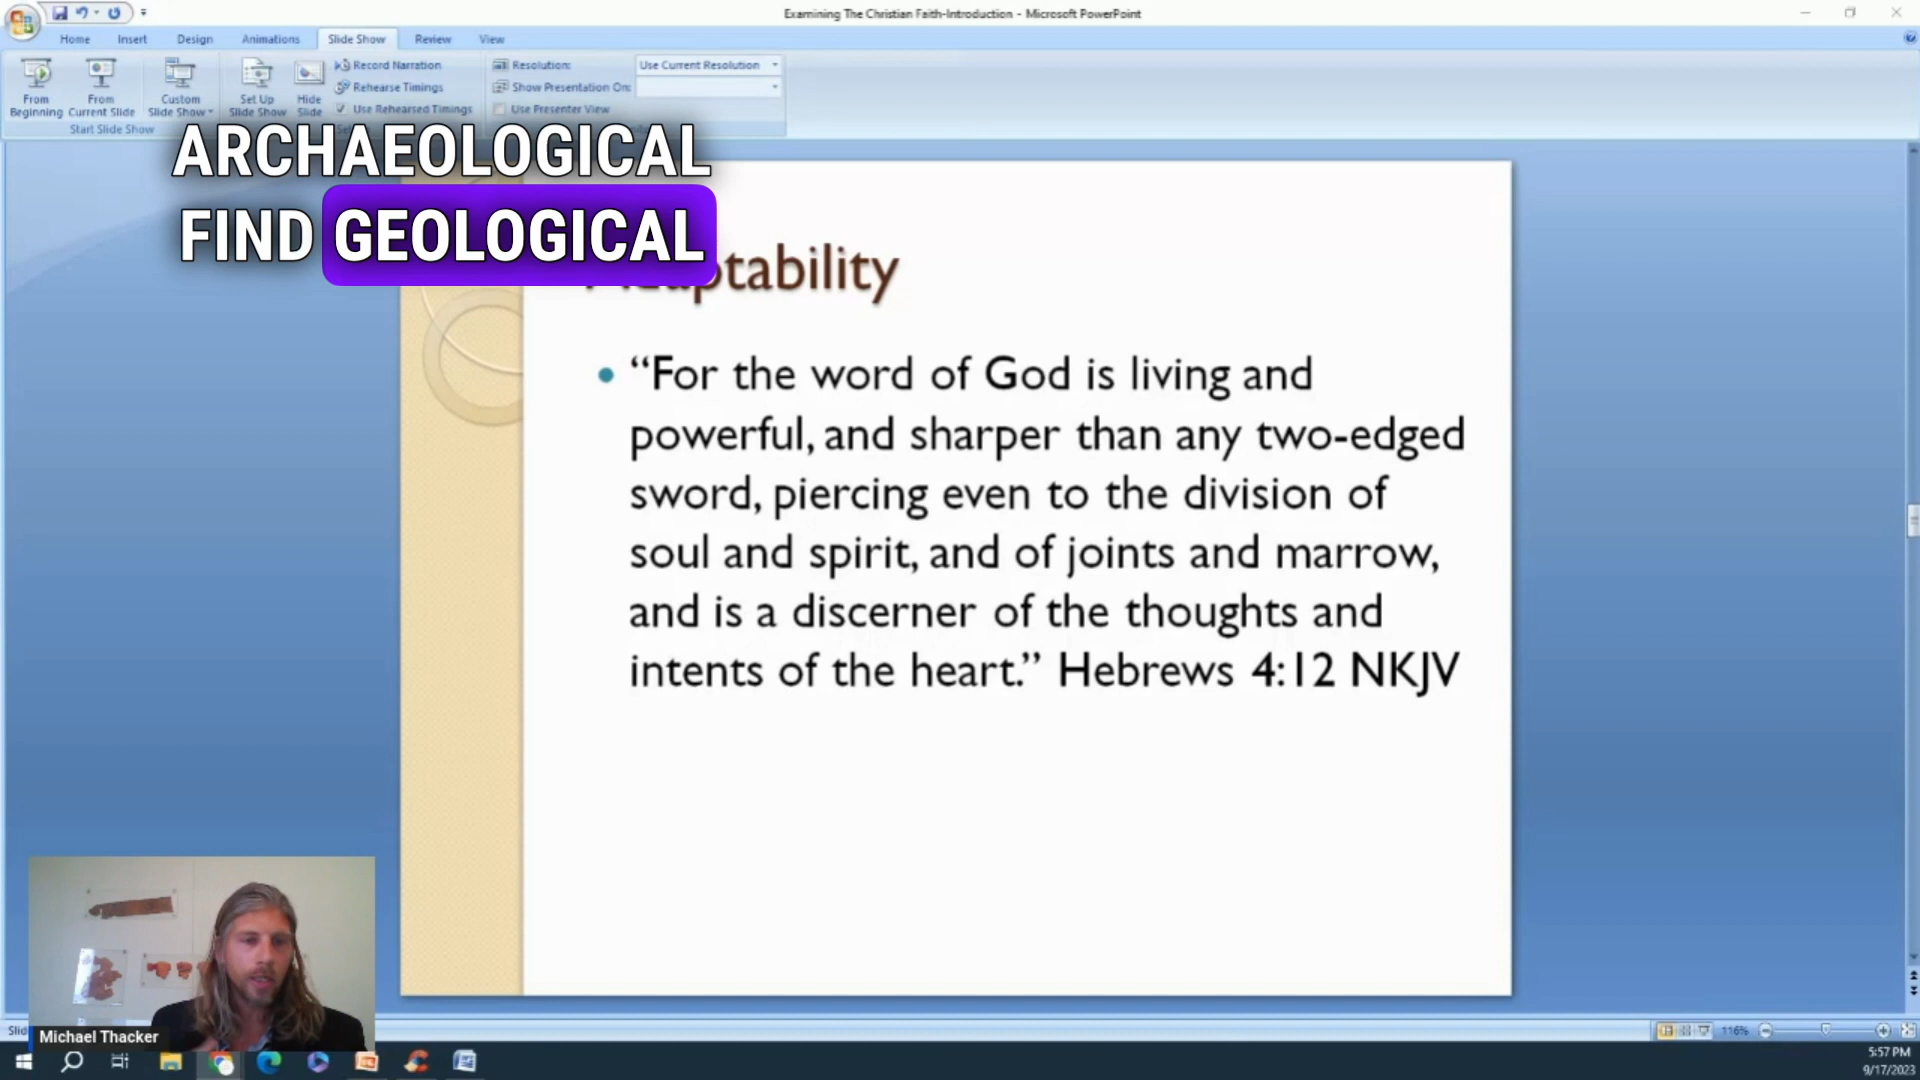 Examining The Christian Faith-Introduction - Microsoft PowerPoint
Home Insert Design Animations Slide Show Review View
Record Narration
Rehearse Timings
Use Rehearsed Timings
Resolution: Use Current Resolution
Show Presentation On:
Use Presenter View
From Beginning
From Current Slide
Custom Slide Show
Set Up Slide Show
Hide Slide
Start Slide Show
ARCHAEOLOGICAL
FIND GEOLOGICAL
“For the word of God is living and
powerful, and sharper than any two-edged
sword, piercing even to the division of
soul and spirit, and of joints and marrow,
and is a discerner of the thoughts and
intents of the heart.” Hebrews 4:12 NKJV
Michael Thacker
116%
5:57 PM
9/17/2023